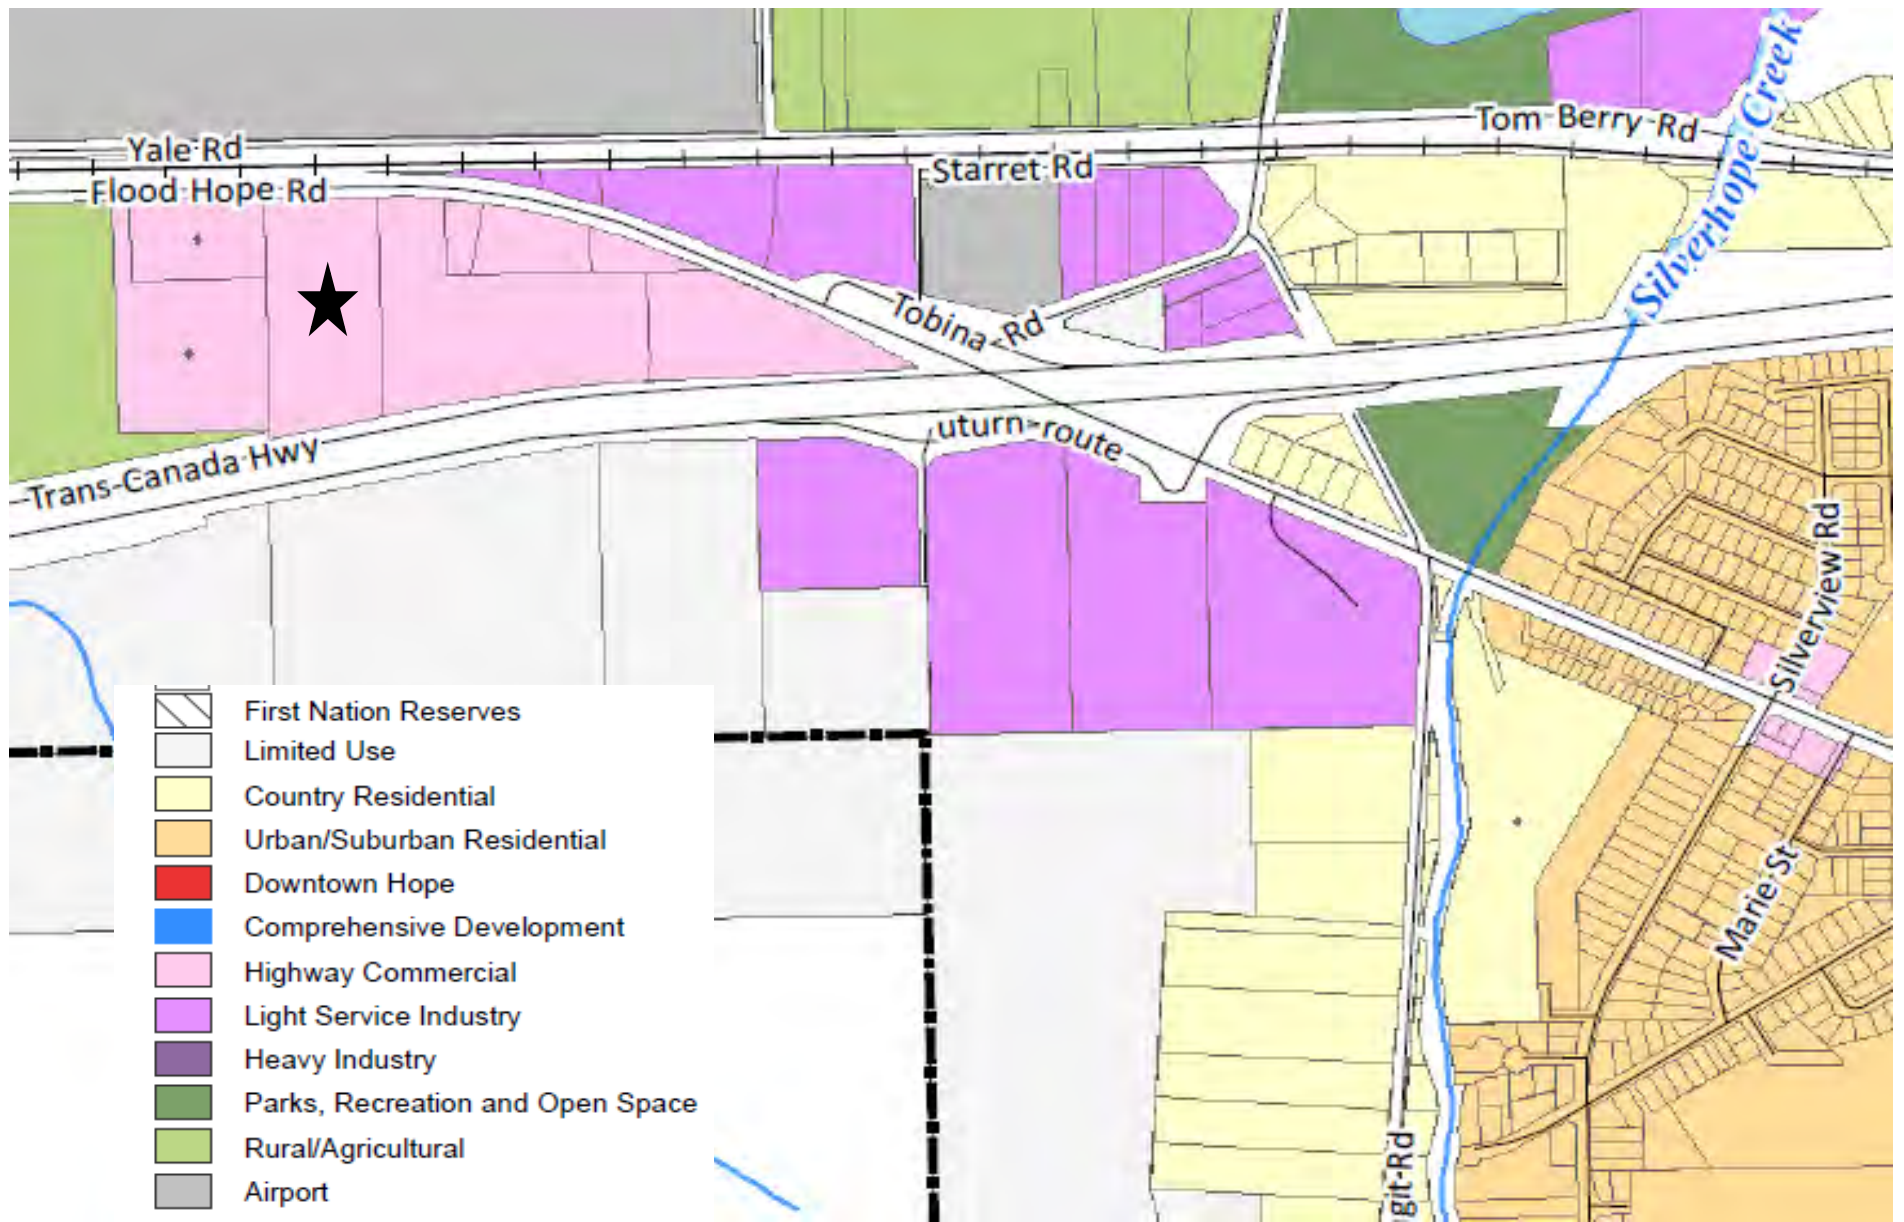 Tom Berry Rd
Yale Rd
Starret Rd
Flood Hope Rd
Silverhope Creek
Tobina Rd
uturn route
Trans-Canada Hwy
Silverview Rd
Marie St
git Rd
First Nation Reserves
Limited Use
Country Residential
Urban/Suburban Residential
Downtown Hope
Comprehensive Development
Highway Commercial
Light Service Industry
Heavy Industry
Parks, Recreation and Open Space
Rural/Agricultural
Airport